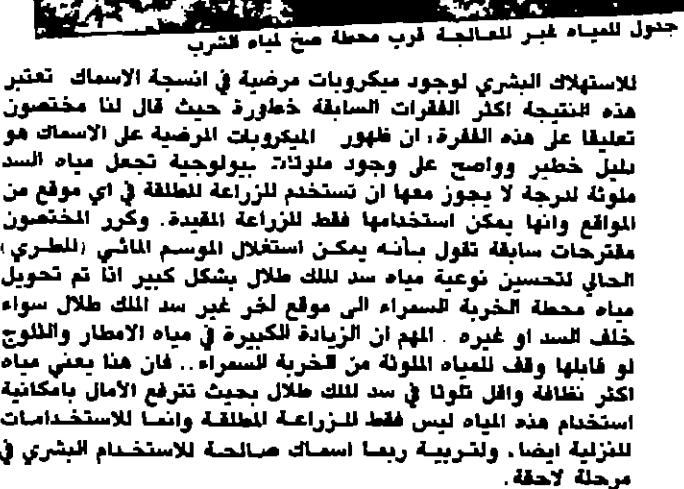 جدول للمياه غير المعالجة قرب محطة ضخ لمياه الشرب
للاستهلاك البشري لوجود ميكروبات مرضية في انسجة الاسماك تعتبر
هذه النتيجة اكثر الفقرات السابقة خطورة حيث قال لنا مختصون
تعليقا على هذه الفقرة، ان ظهور الميكروبات المرضية على الاسماك هو
دليل خطير وواضح على وجود ملوثات بيولوجية تجعل مياه السد
ملوثة لدرجة لا يجوز معها ان تستخدم للزراعة المطلقة في اي موقع من
المواقع وانها يمكن استخدامها فقط للزراعة المقيدة. وكرر المختصون
مقترحات سابقة تقول بأنه يمكن استغلال الموسم المائي (المطري)
الحالي لتحسين نوعية مياه سد الملك طلال بشكل كبير اذا تم تحويل
مياه محطة الخربة السمراء الى موقع أخر غير سد الملك طلال سواء
خلف السد او غيره . المهم ان الزيادة الكبيرة في مياه الامطار والثلوج
لو قابلها وقف للمياه الملوثة من الخربة السمراء.. فان هذا يعني مياه
اكثر نظافة واقل تلوثا في سد الملك طلال بحيث تترفع الآمال بامكانية
استخدام هذه المياه ليس فقط للزراعة المطلقة وانما للاستخدامات
المنزلية ايضا، ولتربية ربما اسماك صالحة للاستخدام البشري في
مرحلة لاحقة.